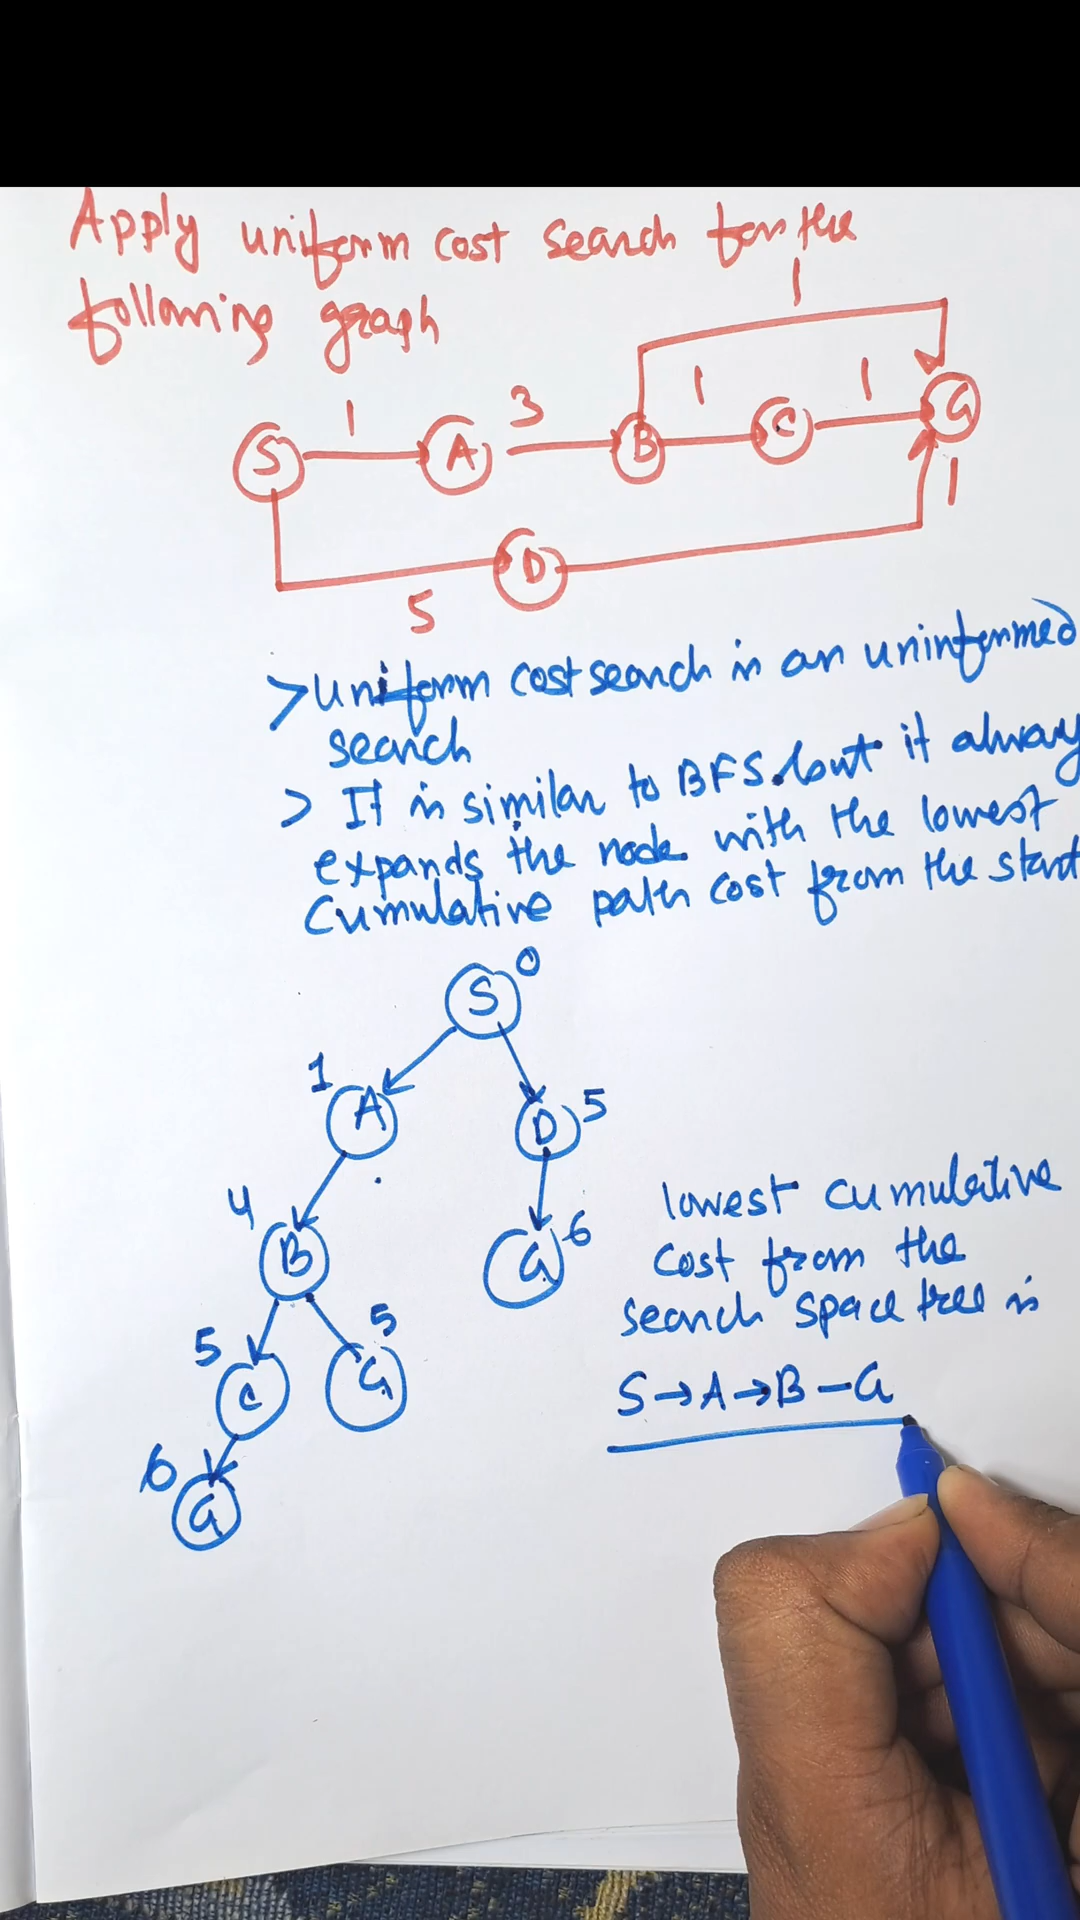 Apply uniform cost search for the
following graph
1
1 3 1 1
S A B C G
1
D
5
> Uniform cost search is an uninformed
search
> It is similar to BFS. but it always
expands the node with the lowest
Cumulative path cost from the start
S 0
1 A D 5
4 B G 6
5 C 5 G
6 G
lowest cumulative
cost from the
search space tree is
S → A → B – G